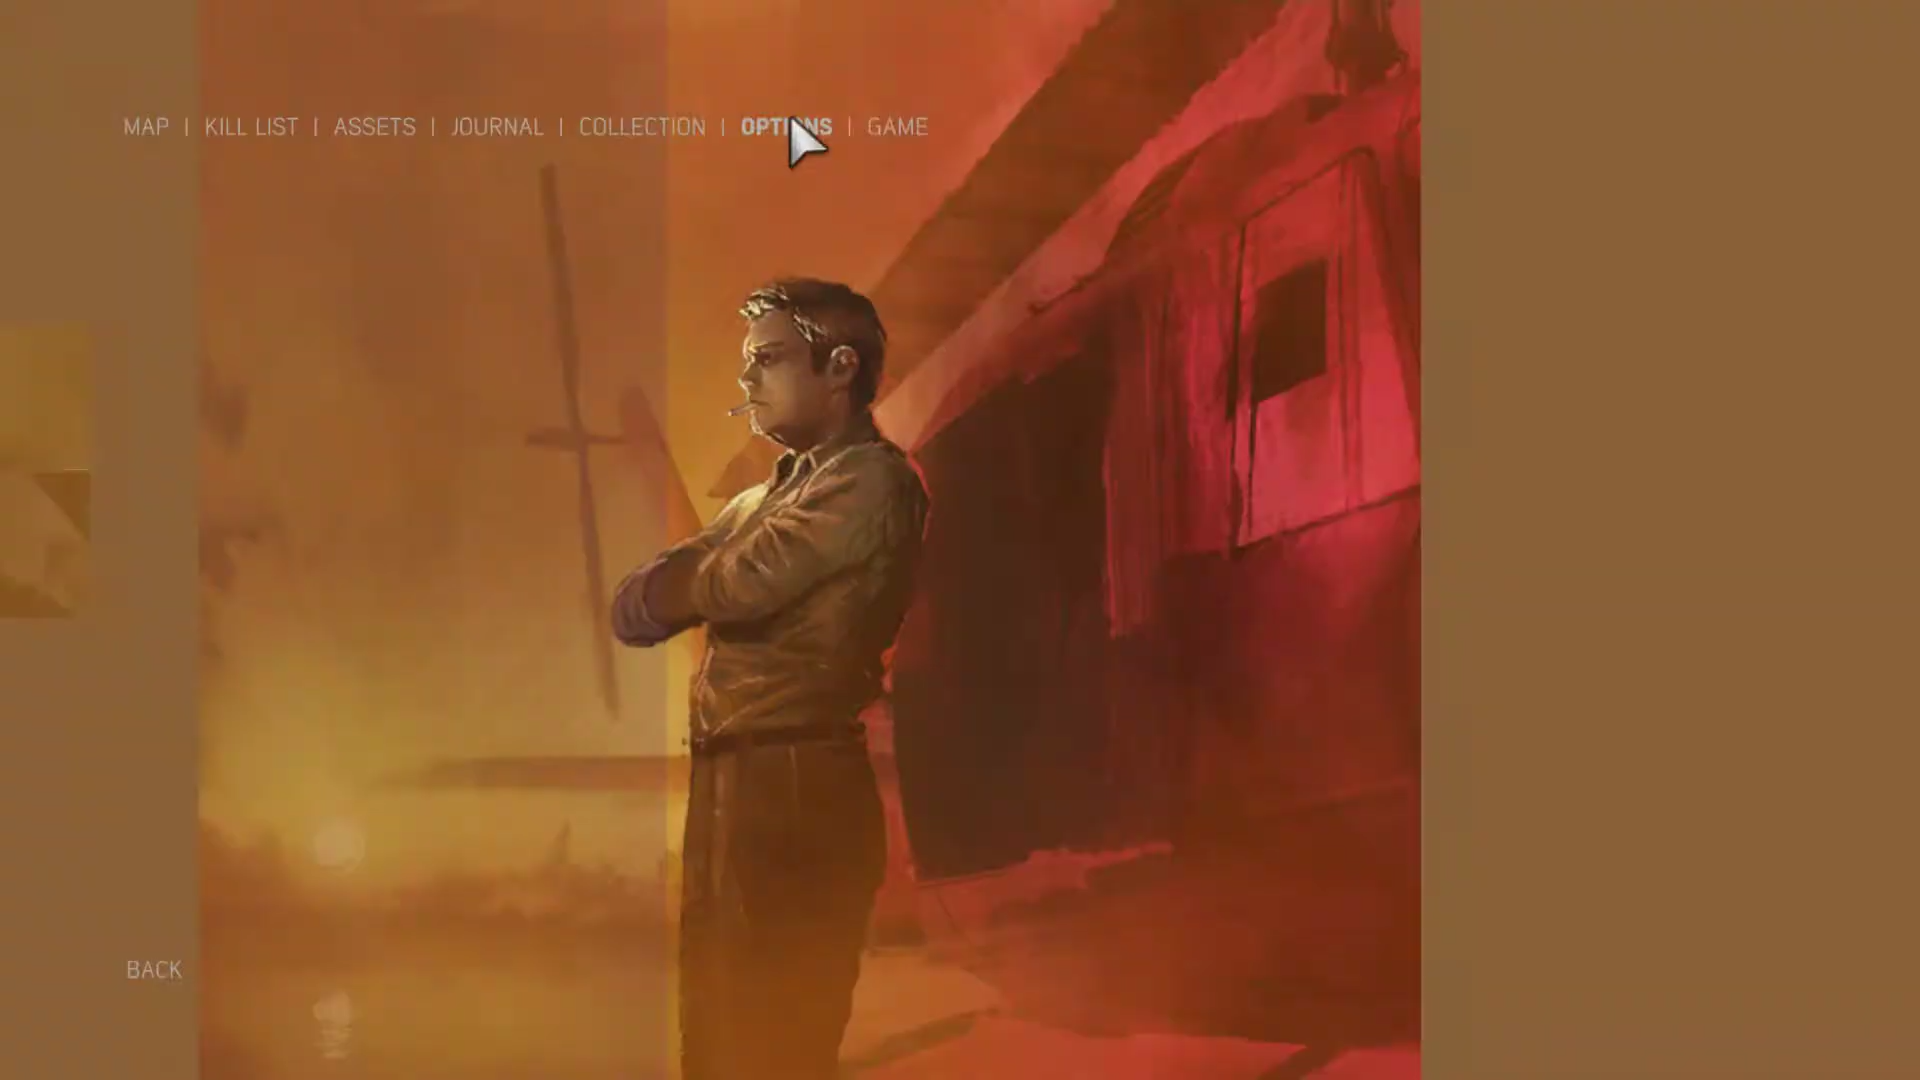 MAP | KILL LIST | ASSETS | JOURNAL | COLLECTION | OPTIONS | GAME
BACK